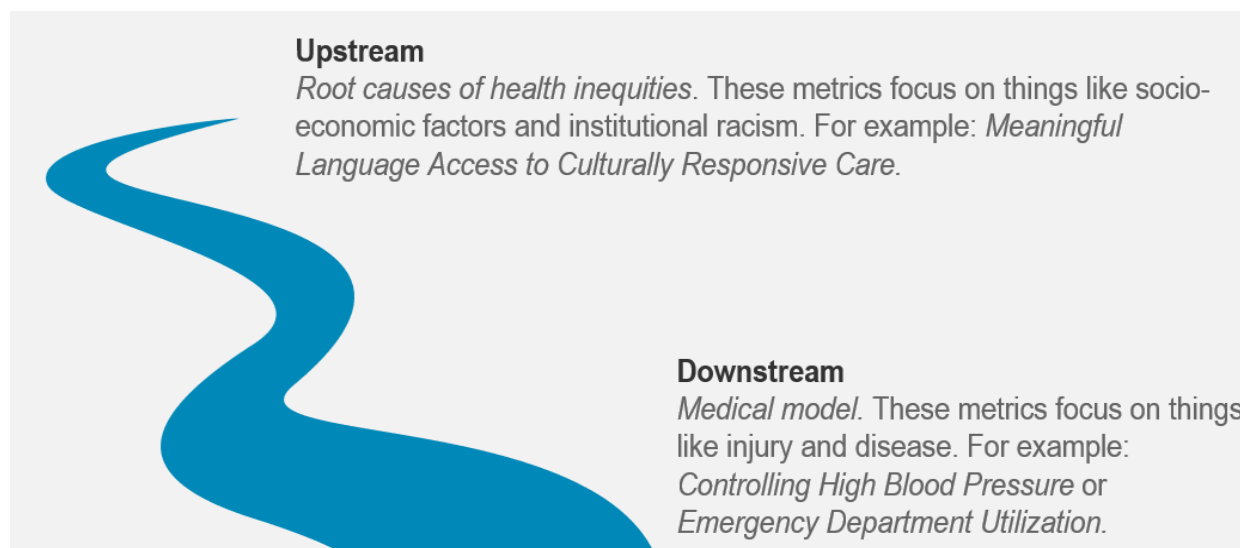 Upstream
Root causes of health inequities. These metrics focus on things like socio-
economic factors and institutional racism. For example: Meaningful
Language Access to Culturally Responsive Care.
Downstream
Medical model. These metrics focus on things
like injury and disease. For example:
Controlling High Blood Pressure or
Emergency Department Utilization.